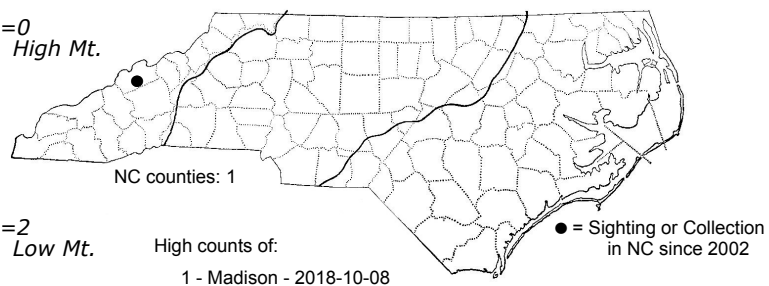 =0
High Mt.
NC counties: 1
=2
Low Mt.
High counts of:
1 - Madison - 2018-10-08
● = Sighting or Collection
in NC since 2002